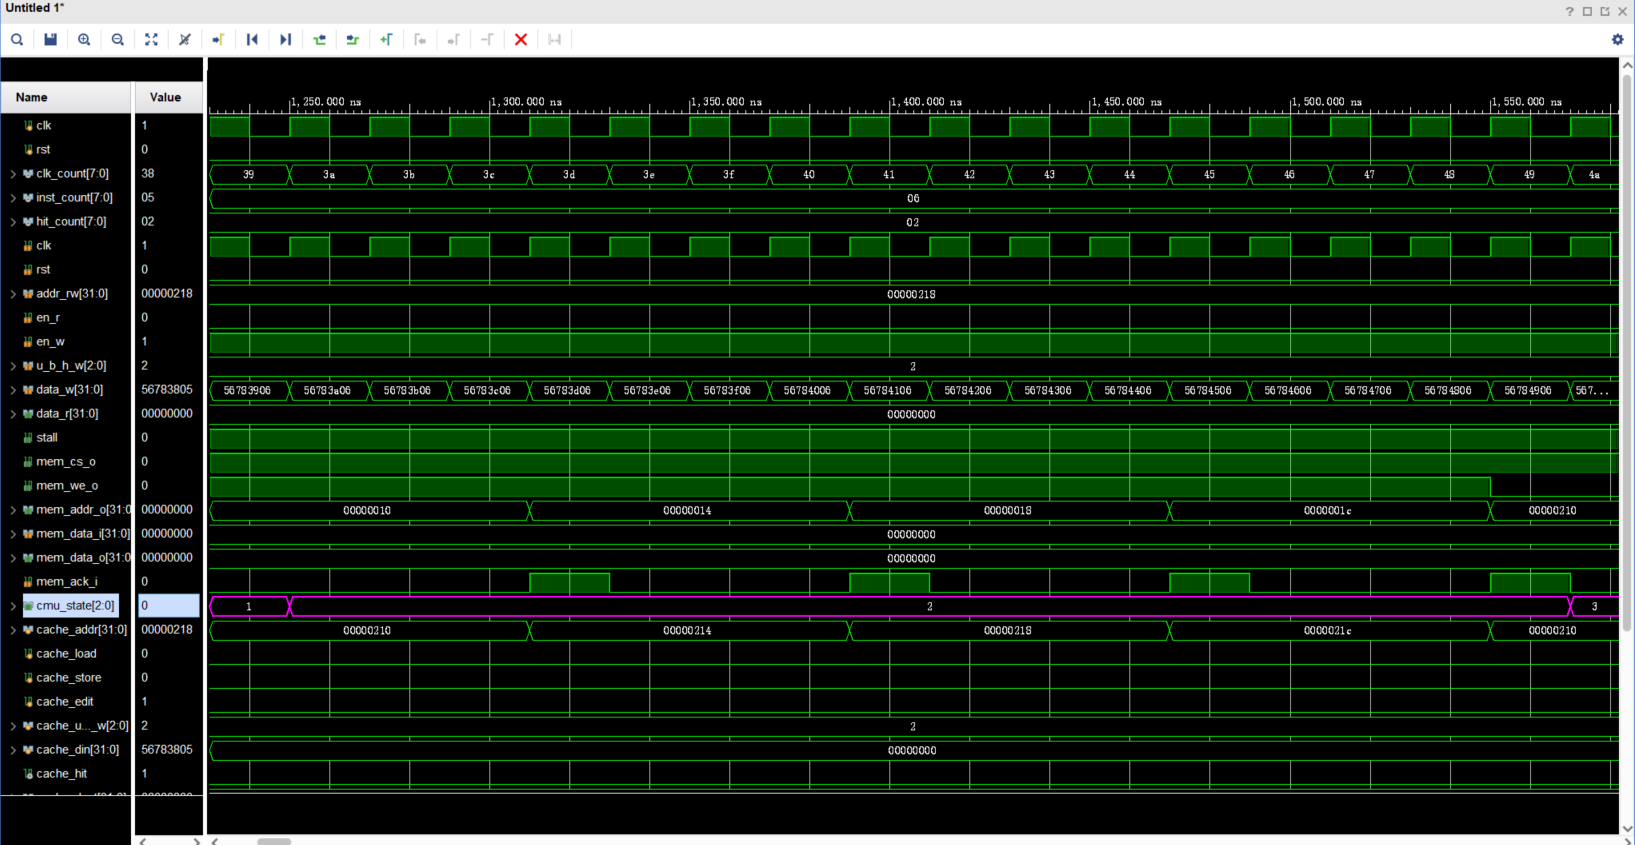 Untitled 1*
?
Name Value
1,250.000 ns 1,300.000 ns 1,350.000 ns 1,400.000 ns 1,450.000 ns 1,500.000 ns 1,550.000 ns
clk 1
rst 0
clk_count[7:0] 38 39 3a 3b 3c 3d 3e 3f 40 41 42 43 44 45 46 47 48 49 4a
inst_count[7:0] 05 06
hit_count[7:0] 02 02
clk 1
rst 0
addr_rw[31:0] 00000218 00000218
en_r 0
en_w 1
u_b_h_w[2:0] 2 2
data_w[31:0] 56783805 56783906 56783a06 56783b06 56783c06 56783d06 56783e06 56783f06 56784006 56784106 56784206 56784306 56784406 56784506 56784606 56784706 56784806 56784906 567...
data_r[31:0] 00000000 00000000
stall 0
mem_cs_o 0
mem_we_o 0
mem_addr_o[31:0 00000000 00000010 00000014 00000018 0000001c 00000210
mem_data_i[31:0 00000000 00000000
mem_data_o[31:0 00000000 00000000
mem_ack_i 0
cmu_state[2:0] 0 1 2 3
cache_addr[31:0] 00000218 00000210 00000214 00000218 0000021c 00000210
cache_load 0
cache_store 0
cache_edit 1
cache_u..._w[2:0] 2 2
cache_din[31:0] 56783805 00000000
cache_hit 1